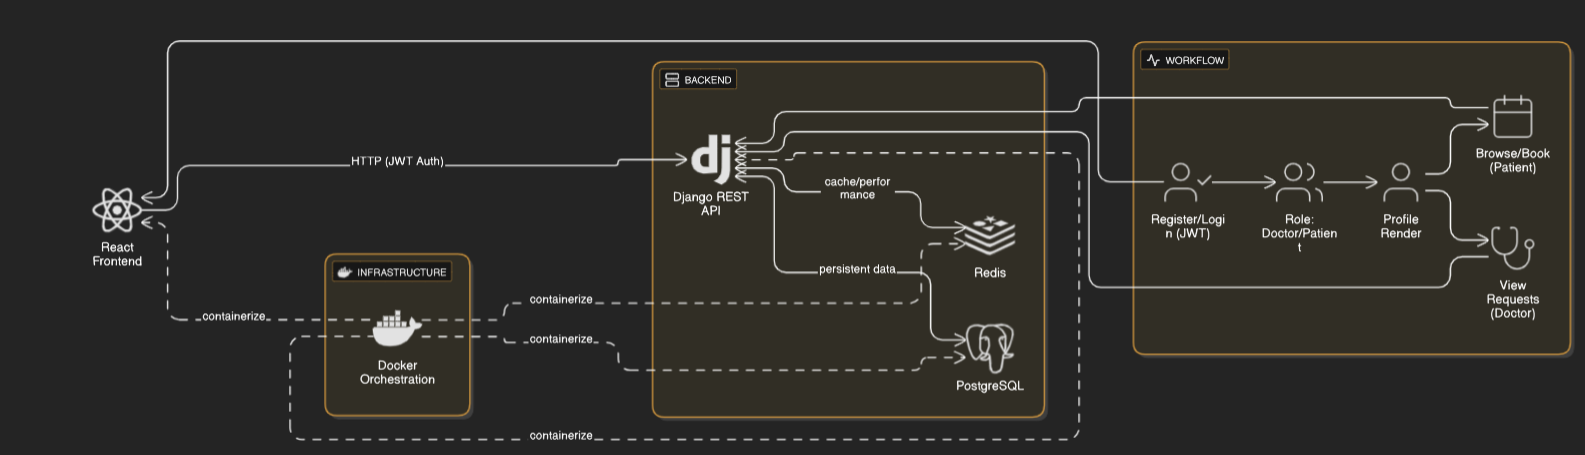 BACKEND
WORKFLOW
HTTP (JWT Auth)
dj
Django REST
API
cache/perfor
mance
Redis
persistent data
PostgreSQL
React
Frontend
INFRASTRUCTURE
Docker
Orchestration
containerize
containerize
containerize
containerize
Register/Logi
n (JWT)
Role:
Doctor/Patien
t
Profile
Render
Browse/Book
(Patient)
View
Requests
(Doctor)